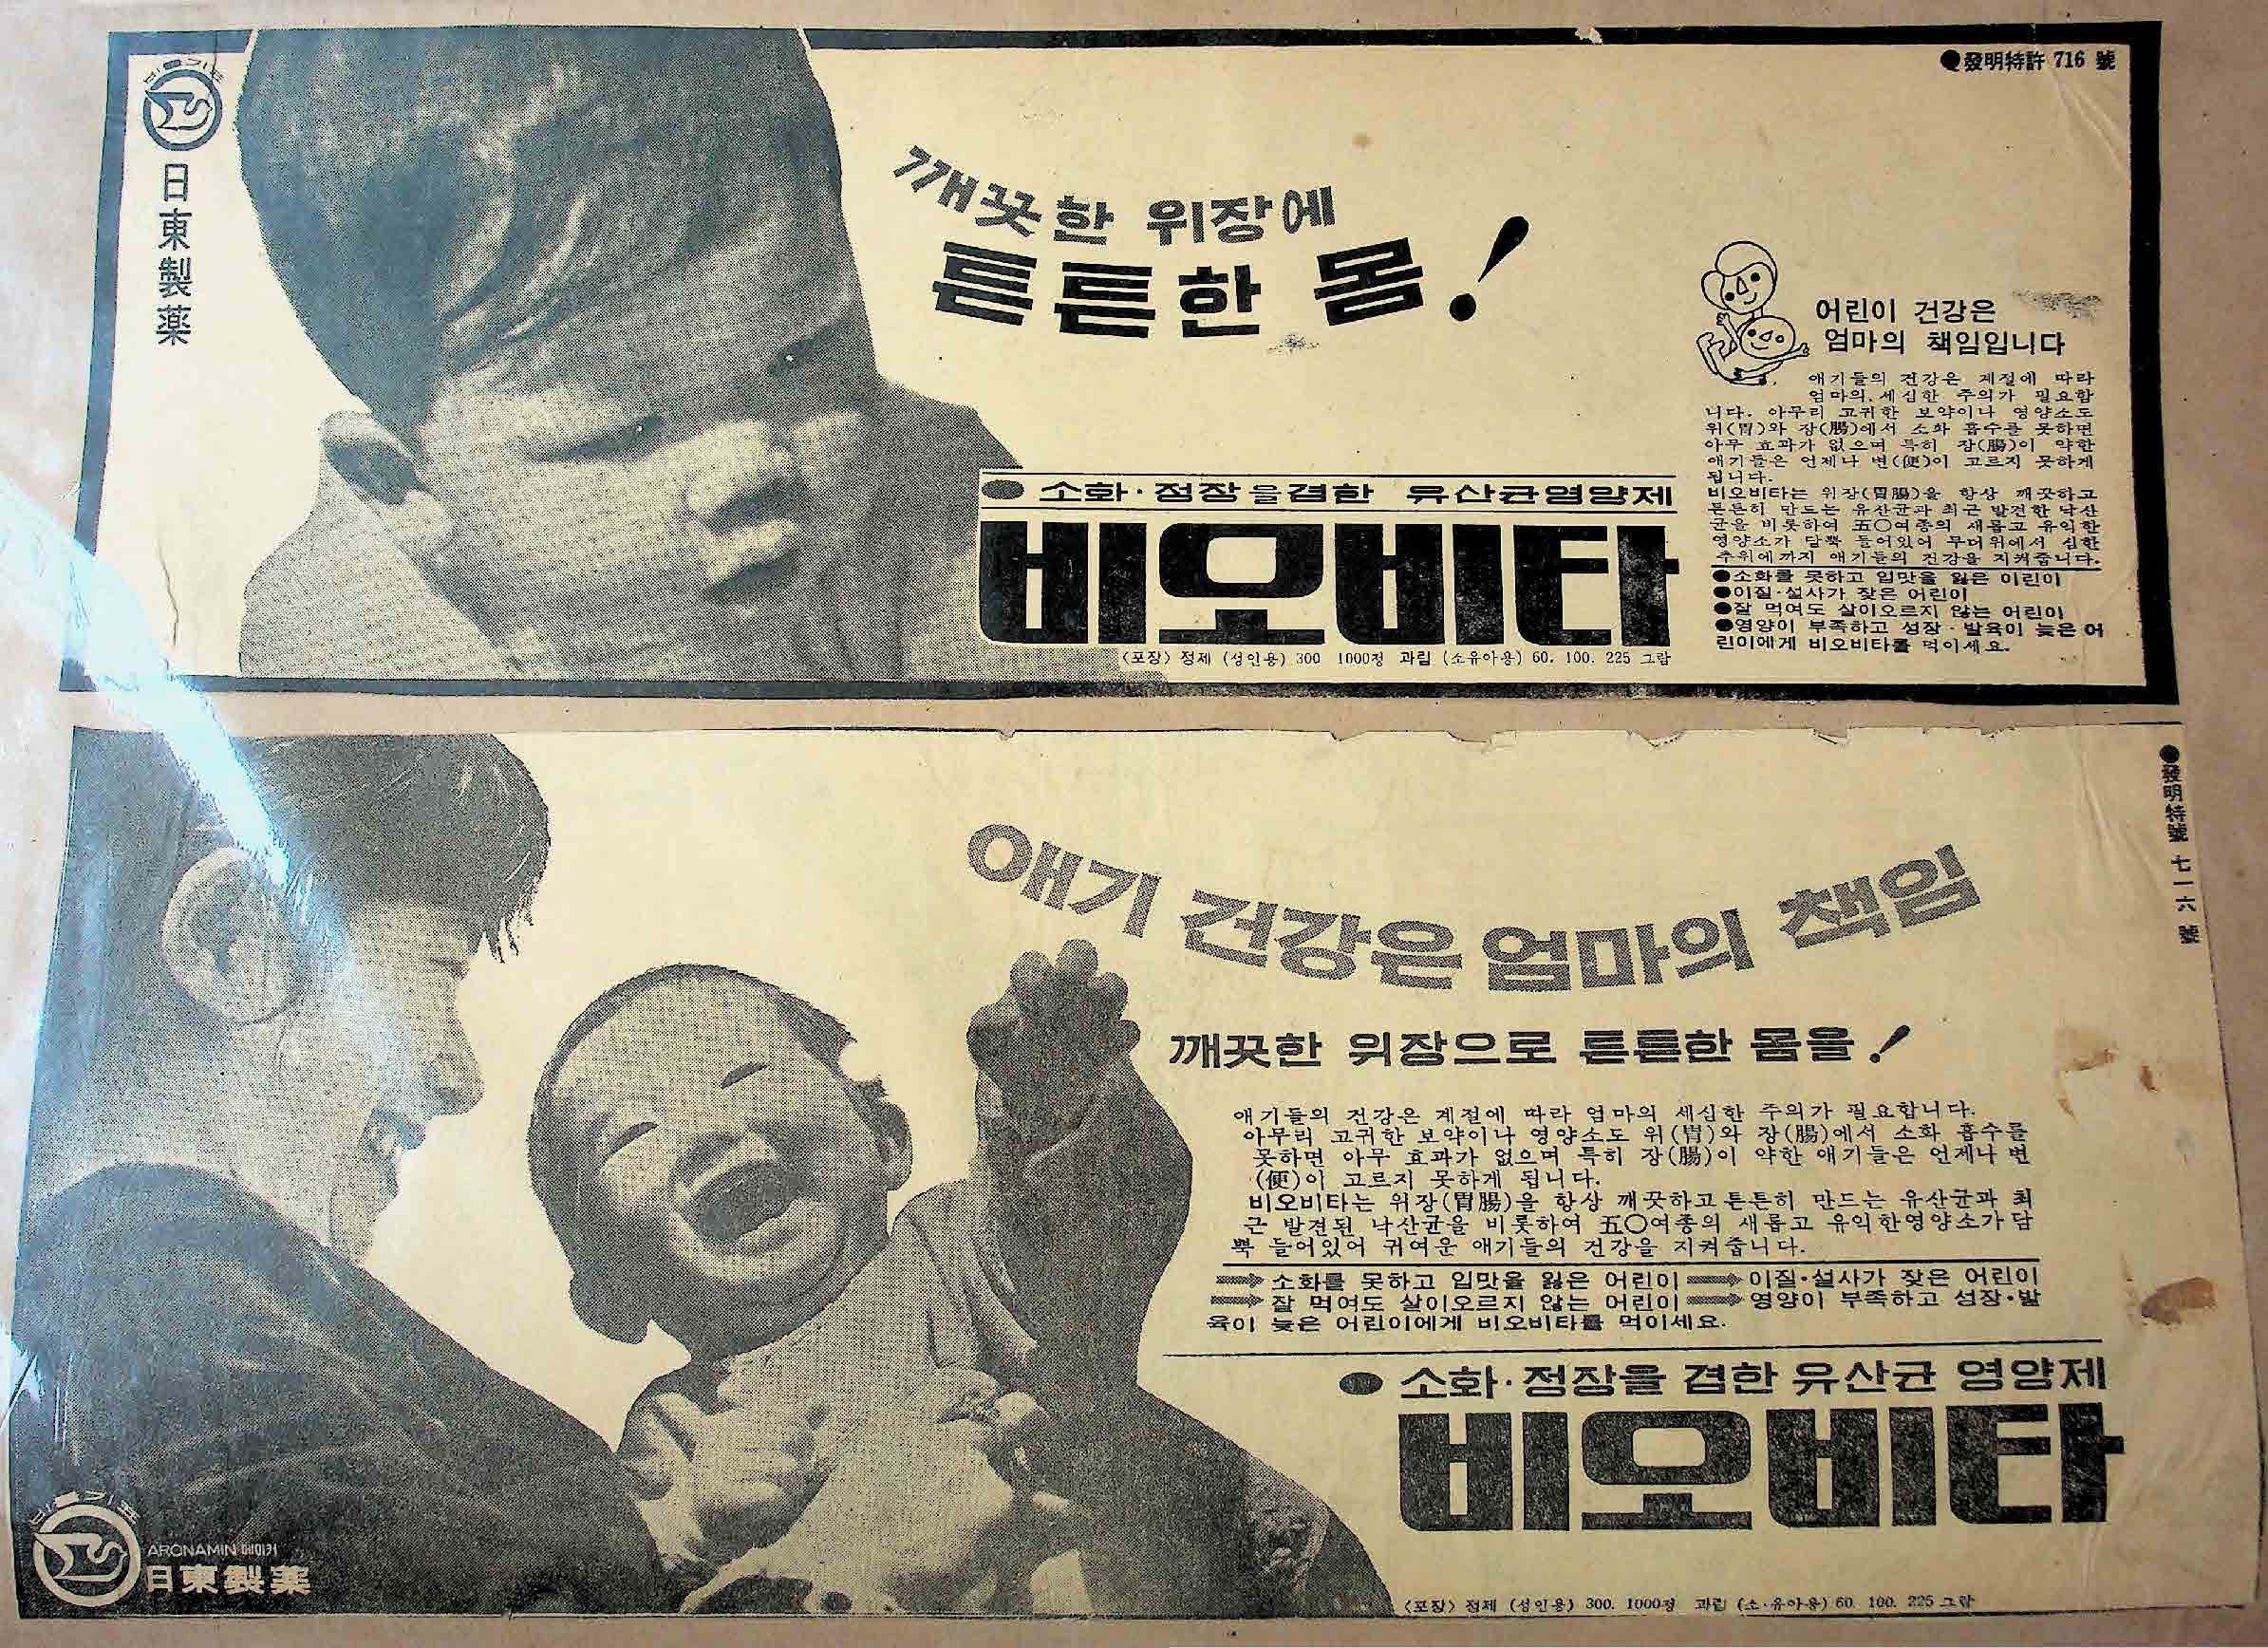 비둘기표
日東製薬
●發明特許 716 號
깨끗한 위장에
튼튼한 몸!
어린이 건강은
엄마의 책임입니다
애기들의 건강은 계절에 따라
엄마의 세심한 주의가 필요합
니다. 아무리 고귀한 보약이나 영양소도
위(胃)와 장(腸)에서 소화 흡수를 못하면
아무 효과가 없으며 특히 장(腸)이 약한
애기들은 언제나 변(便)이 고르지 못하게
됩니다.
비오비타는 위장(胃腸)을 항상 깨끗하고
튼튼히 만드는 유산균과 최근 발견한 낙산
균을 비롯하여 五〇여종의 새롭고 유익한
영양소가 담뿍 들어있어 무더위에서 심한
추위에까지 애기들의 건강을 지켜줍니다.
●소화를 못하고 입맛을 잃은 어린이
●이질·설사가 잦은 어린이
●잘 먹여도 살이오르지 않는 어린이
●영양이 부족하고 성장·발육이 늦은 어
린이에게 비오비타를 먹이세요.
● 소화·정장을겸한 유산균영양제
비오비타
〈포장〉 정제 (성인용) 300 1000정 과립 (소유아용) 60. 100. 225 그람
●發明特號 七一六 號
애기 건강은 엄마의 책임
깨끗한 위장으로 튼튼한 몸을!
애기들의 건강은 계절에 따라 엄마의 세심한 주의가 필요합니다.
아무리 고귀한 보약이나 영양소도 위(胃)와 장(腸)에서 소화 흡수를
못하면 아무 효과가 없으며 특히 장(腸)이 약한 애기들은 언제나 변
(便)이 고르지 못하게 됩니다.
비오비타는 위장(胃腸)을 항상 깨끗하고 튼튼히 만드는 유산균과 최
근 발견된 낙산균을 비롯하여 五〇여종의 새롭고 유익한영양소가 담
뿍 들어있어 귀여운 애기들의 건강을 지켜줍니다.
⇒ 소화를 못하고 입맛을 잃은 어린이 ⇒ 이질·설사가 잦은 어린이
⇒ 잘 먹여도 살이오르지 않는 어린이 ⇒ 영양이 부족하고 성장·발
육이 늦은 어린이에게 비오비타를 먹이세요.
● 소화·정장을 겸한 유산균 영양제
비오비타
〈포장〉 정제 (성인용) 300. 1000정 과립 (소·유아용) 60. 100. 225 그람
비둘기표
ARONAMIN 메이커
日東製薬